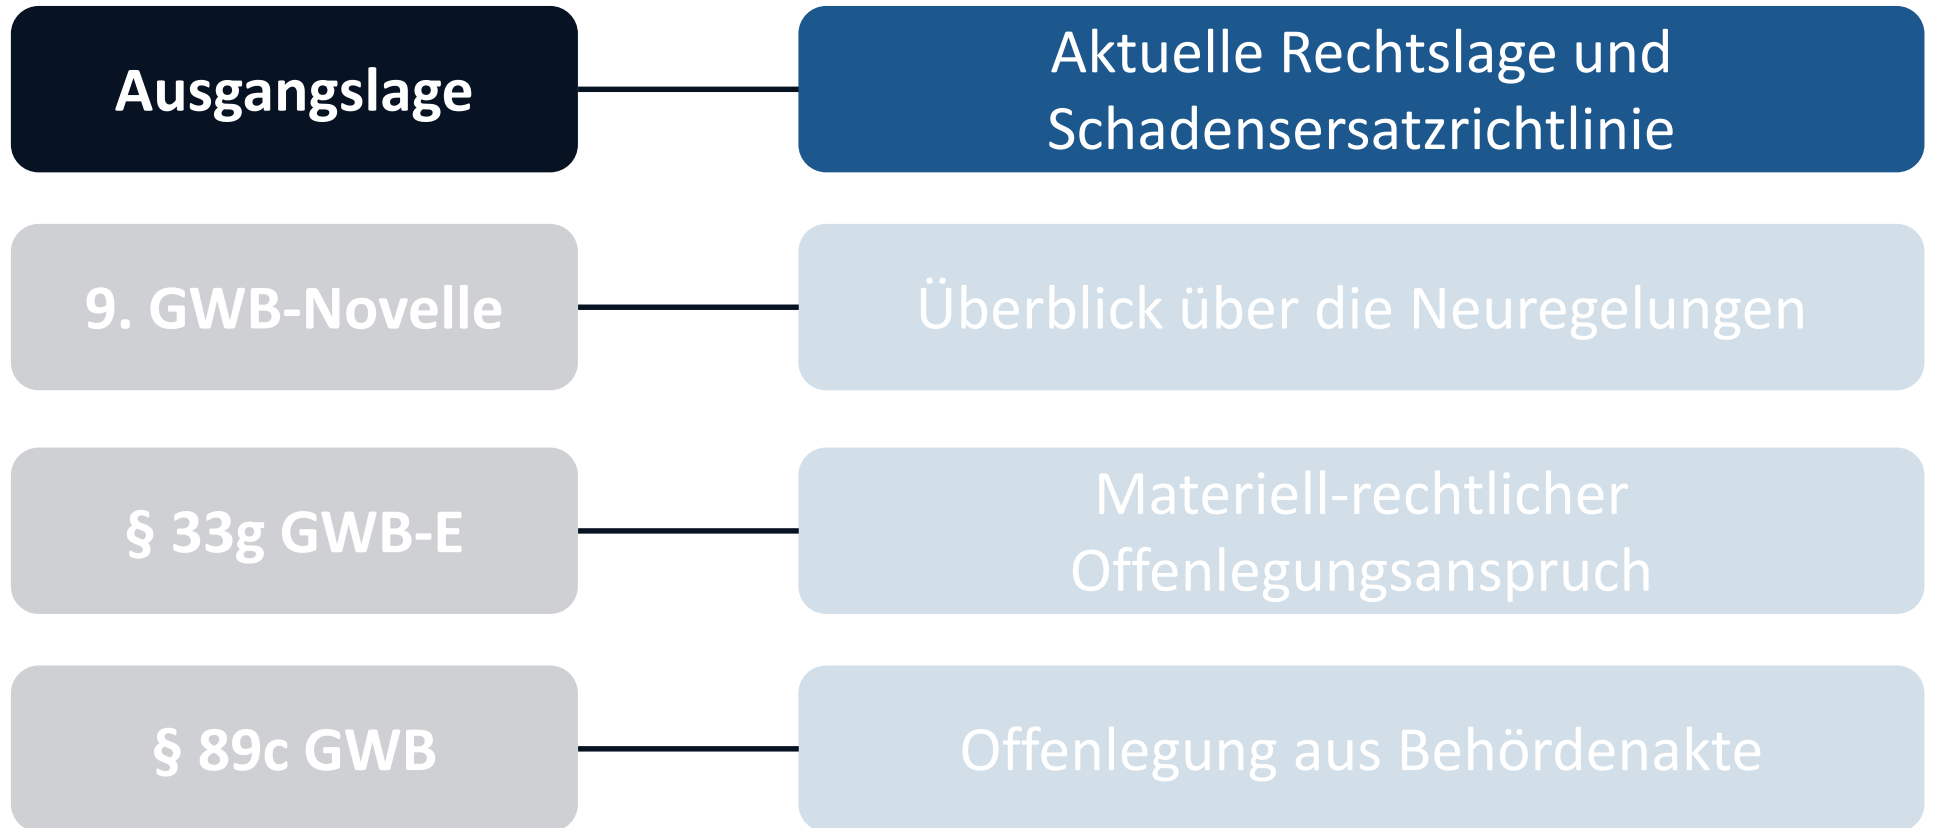 Ausgangslage
Aktuelle Rechtslage und
Schadensersatzrichtlinie
9. GWB-Novelle
Überblick über die Neuregelungen
§ 33g GWB-E
Materiell-rechtlicher
Offenlegungsanspruch
§ 89c GWB
Offenlegung aus Behördenakte